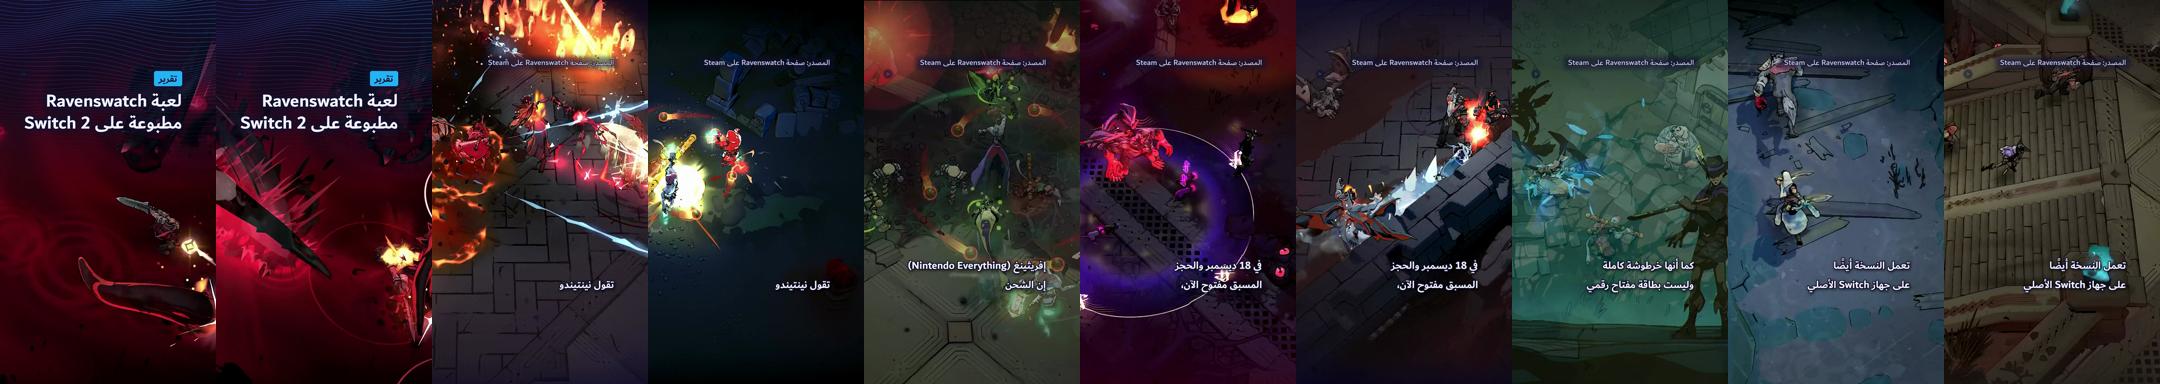 تقرير
لعبة Ravenswatch
مطبوعة على Switch 2
تقرير
لعبة Ravenswatch
مطبوعة على Switch 2
المصدر: صفحة Ravenswatch على Steam
تقول نينتيندو
المصدر: صفحة Ravenswatch على Steam
تقول نينتيندو
المصدر: صفحة Ravenswatch على Steam
إفريثينغ (Nintendo Everything)
إن الشحن
المصدر: صفحة Ravenswatch على Steam
في 18 ديسمبر والحجز
المسبق مفتوح الآن،
المصدر: صفحة Ravenswatch على Steam
في 18 ديسمبر والحجز
المسبق مفتوح الآن،
المصدر: صفحة Ravenswatch على Steam
كما أنها خرطوشة كاملة
وليست بطاقة مفتاح رقمي
المصدر: صفحة Ravenswatch على Steam
تعمل النسخة أيضًا
على جهاز Switch الأصلي
المصدر: صفحة Ravenswatch على Steam
تعمل النسخة أيضًا
على جهاز Switch الأصلي